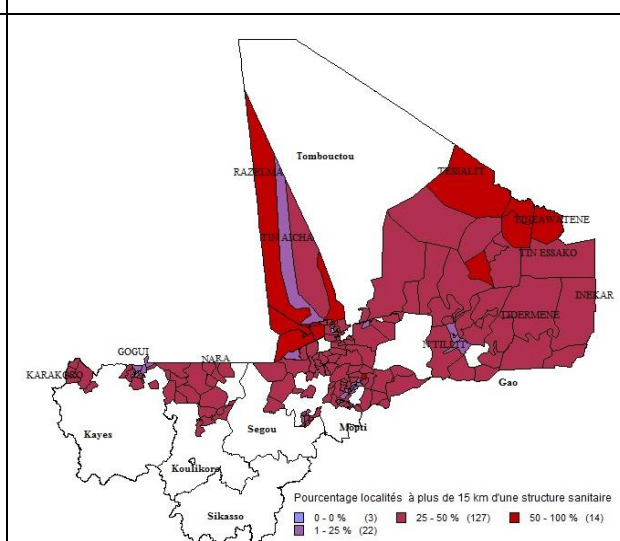 Tombouctou
RAZELMA
TESSALIT
TINZAWATENE
TIN AICHA
TIN ESSAKO
INEKAR
TIDERMENE
N'TILLIT
GOGUI
NARA
KARAKORO
Gao
Kayes
Segou
Mopti
Koulikoro
Sikasso
Pourcentage localités à plus de 15 km d'une structure sanitaire
0 - 0 % (3)
25 - 50 % (127)
50 - 100 % (14)
1 - 25 % (22)